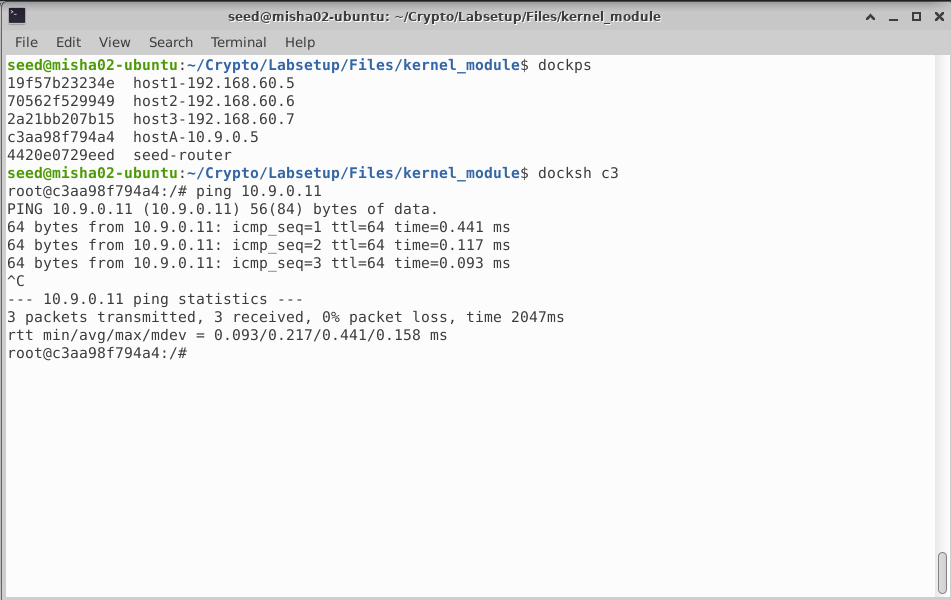 seed@misha02-ubuntu: ~/Crypto/Labsetup/Files/kernel_module
File Edit View Search Terminal Help
seed@misha02-ubuntu:~/Crypto/Labsetup/Files/kernel_module$ dockps
19f57b23234e  host1-192.168.60.5
70562f529949  host2-192.168.60.6
2a21bb207b15  host3-192.168.60.7
c3aa98f794a4  hostA-10.9.0.5
4420e0729eed  seed-router
seed@misha02-ubuntu:~/Crypto/Labsetup/Files/kernel_module$ docksh c3
root@c3aa98f794a4:/# ping 10.9.0.11
PING 10.9.0.11 (10.9.0.11) 56(84) bytes of data.
64 bytes from 10.9.0.11: icmp_seq=1 ttl=64 time=0.441 ms
64 bytes from 10.9.0.11: icmp_seq=2 ttl=64 time=0.117 ms
64 bytes from 10.9.0.11: icmp_seq=3 ttl=64 time=0.093 ms
^C
--- 10.9.0.11 ping statistics ---
3 packets transmitted, 3 received, 0% packet loss, time 2047ms
rtt min/avg/max/mdev = 0.093/0.217/0.441/0.158 ms
root@c3aa98f794a4:/#